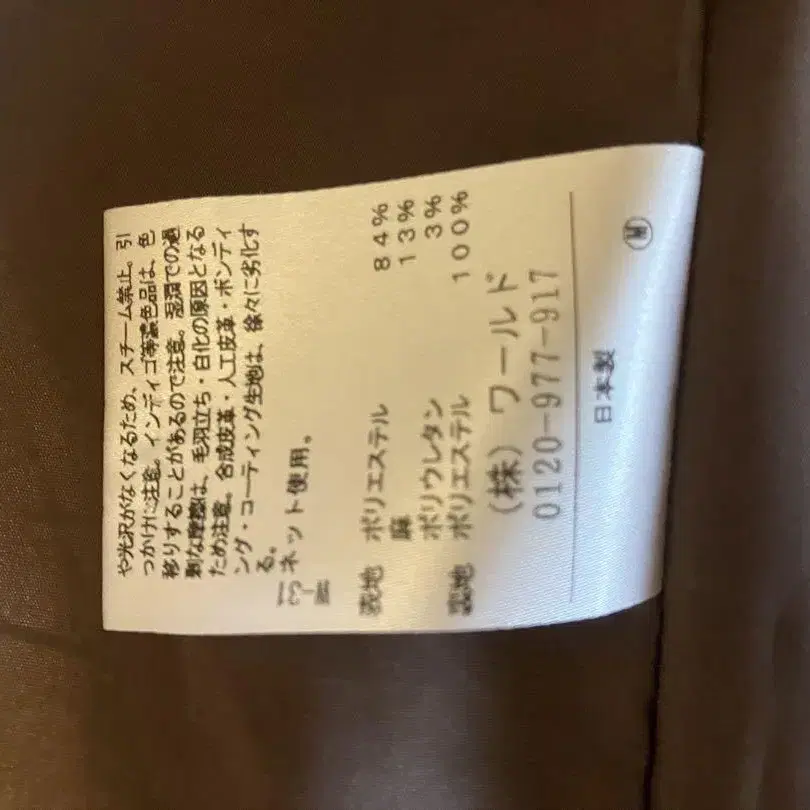 や光沢がなくなるため、スチーム禁止。引
っかけに注意。インディゴ等濃色品は、色
移りすることがあるので注意。湿潤での過
剰な摩擦は、毛羽立ち・白化の原因となる
ため注意。合成皮革・人工皮革・ボンディ
ング・コーティング生地は、徐々に劣化す
る。
ネット使用。
表地 ポリエステル 84%
麻 13%
ポリウレタン 3%
裏地 ポリエステル 100%
(株) ワールド
0120-977-917
日本製
M